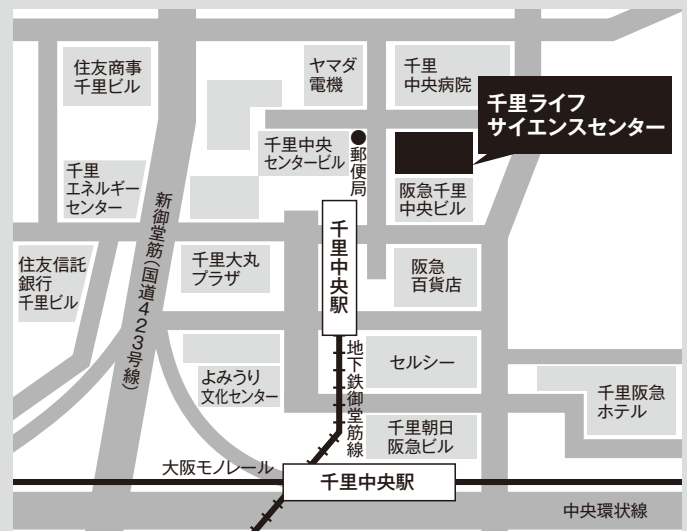 住友商事
千里ビル
ヤマダ
電機
千里
中央病院
千里ライフ
サイエンスセンター
千里中央
センタービル
郵便局
阪急千里
中央ビル
千里
エネルギー
センター
新御堂筋(国道423号線)
千里中央駅
住友信託
銀行
千里ビル
千里大丸
プラザ
阪急
百貨店
地下鉄御堂筋線
セルシー
よみうり
文化センター
千里阪急
ホテル
千里朝日
阪急ビル
大阪モノレール
千里中央駅
中央環状線